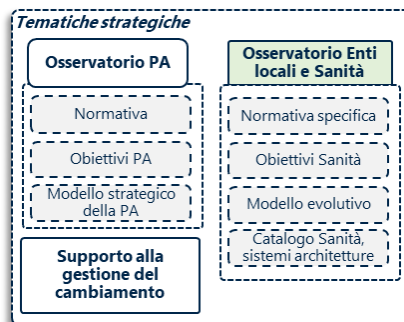 Tematiche strategiche
Osservatorio PA
Normativa
Obiettivi PA
Modello strategico
della PA
Supporto alla
gestione del
cambiamento
Osservatorio Enti
locali e Sanità
Normativa specifica
Obiettivi Sanità
Modello evolutivo
Catalogo Sanità,
sistemi architetture